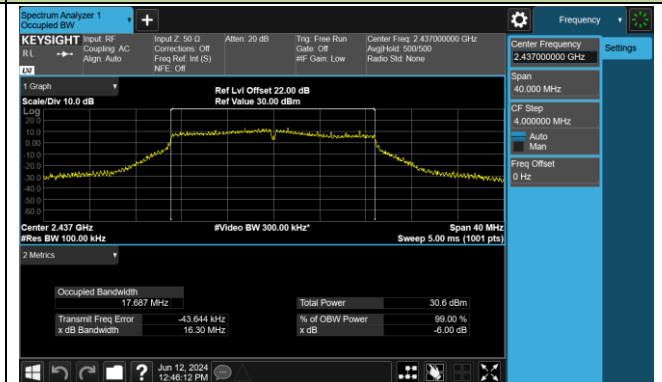 Spectrum Analyzer 1
Occupied BW
+
Frequency
KEYSIGHT
RL
LXI
Input: RF
Coupling: AC
Align: Auto
Input Z: 50 Ω
Corrections: Off
Freq Ref: Int (S)
NFE: Off
Atten: 20 dB
Trig: Free Run
Gate: Off
#IF Gain: Low
Center Freq: 2.437000000 GHz
Avg|Hold: 500/500
Radio Std: None
Center Frequency
2.437000000 GHz
Settings
Span
40.000 MHz
CF Step
4.000000 MHz
Auto
Man
Freq Offset
0 Hz
1 Graph
Scale/Div 10.0 dB
Ref Lvl Offset 22.00 dB
Ref Value 30.00 dBm
Log
20.0
10.0
0.00
-10.0
-20.0
-30.0
-40.0
-50.0
-60.0
Center 2.437 GHz
#Video BW 300.00 kHz*
Span 40 MHz
#Res BW 100.00 kHz
Sweep 5.00 ms (1001 pts)
2 Metrics
Occupied Bandwidth
17.687 MHz
Total Power 30.6 dBm
Transmit Freq Error -43.644 kHz
% of OBW Power 99.00 %
x dB Bandwidth 16.30 MHz
x dB -6.00 dB
?
Jun 12, 2024
12:46:12 PM